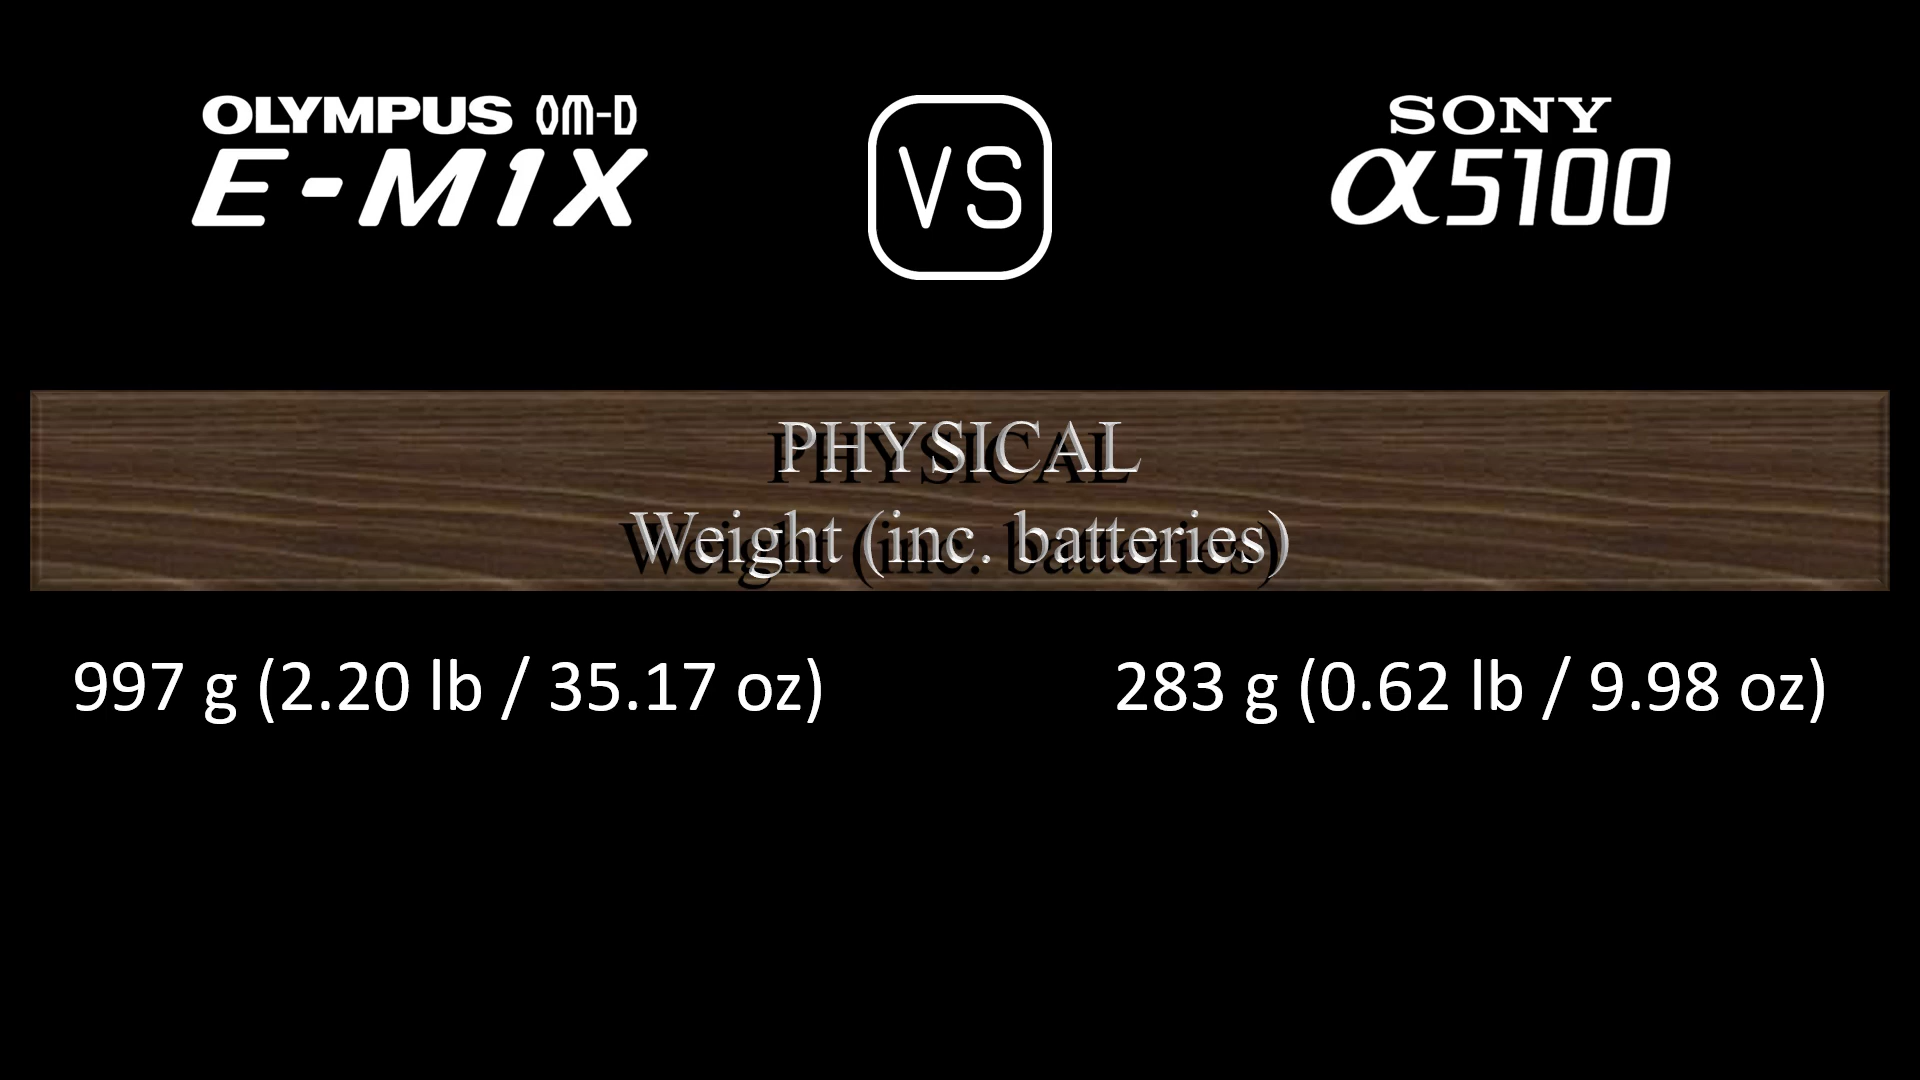 OLYMPUS OM-D
E-M1X
VS
SONY
α5100
PHYSICAL
Weight (inc. batteries)
997 g (2.20 lb / 35.17 oz)
283 g (0.62 lb / 9.98 oz)